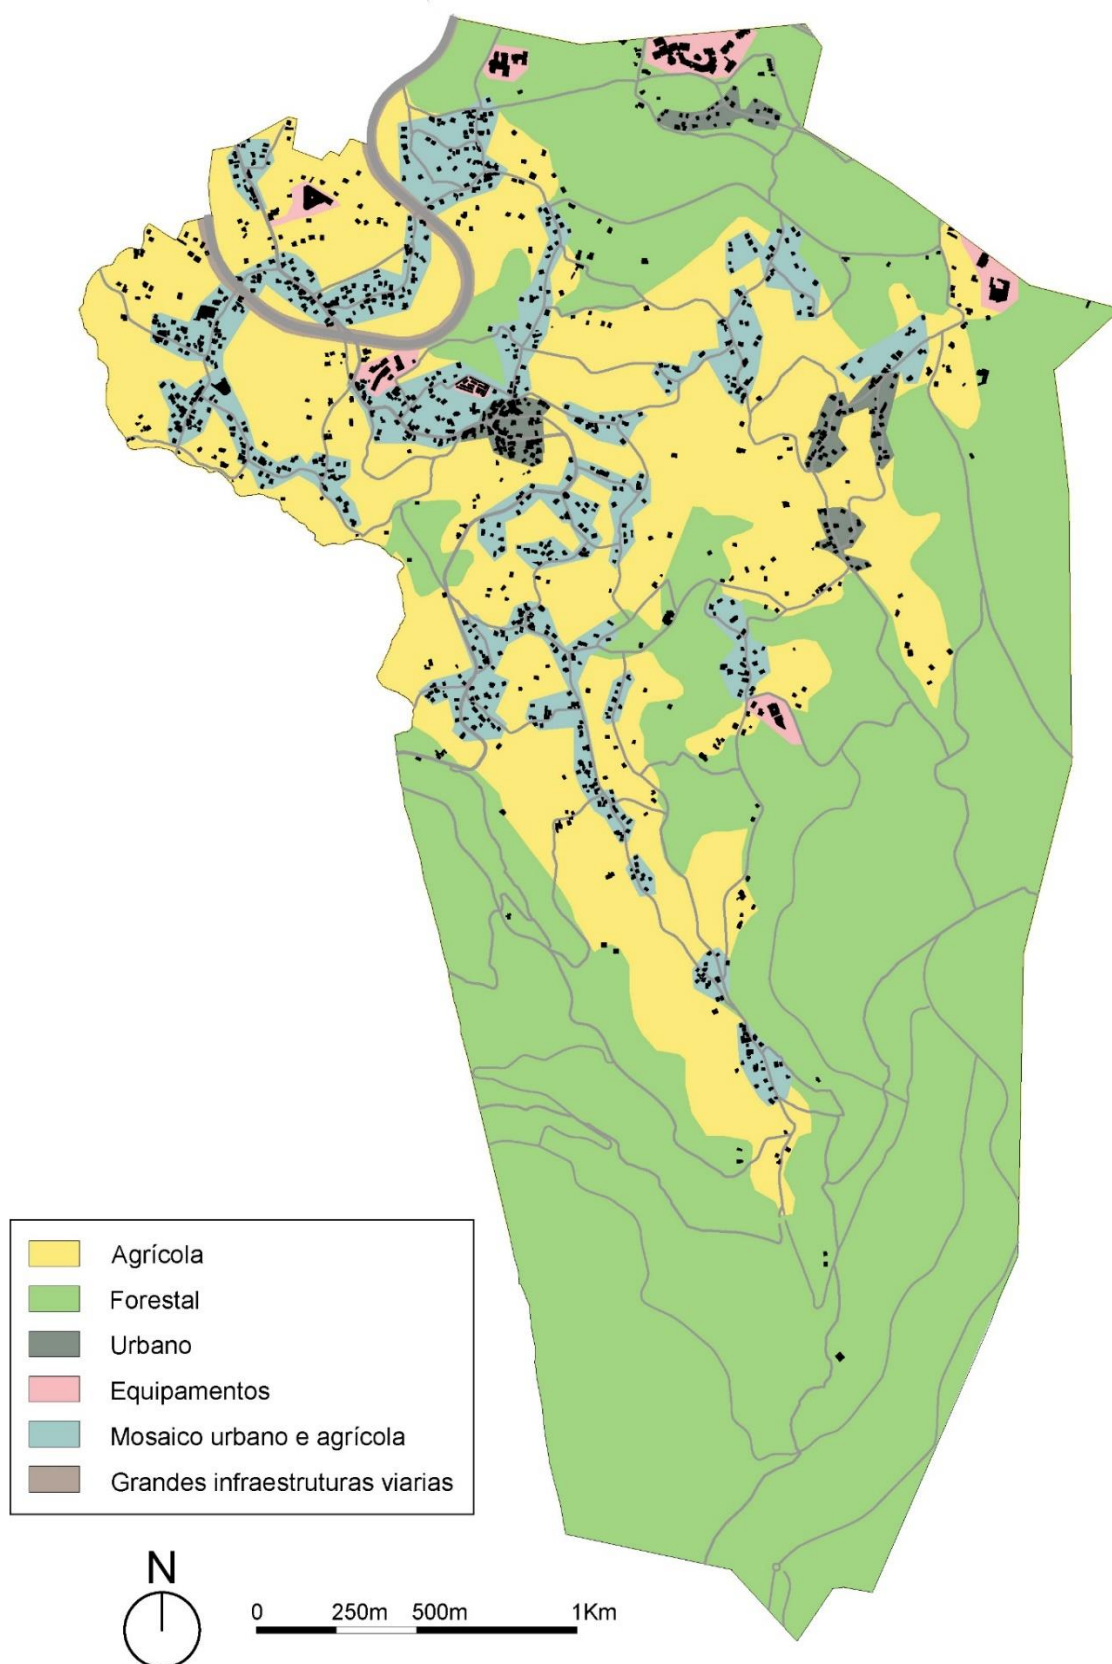 Agrícola
Forestal
Urbano
Equipamentos
Mosaico urbano e agrícola
Grandes infraestruturas viarias
N
0 250m 500m 1Km